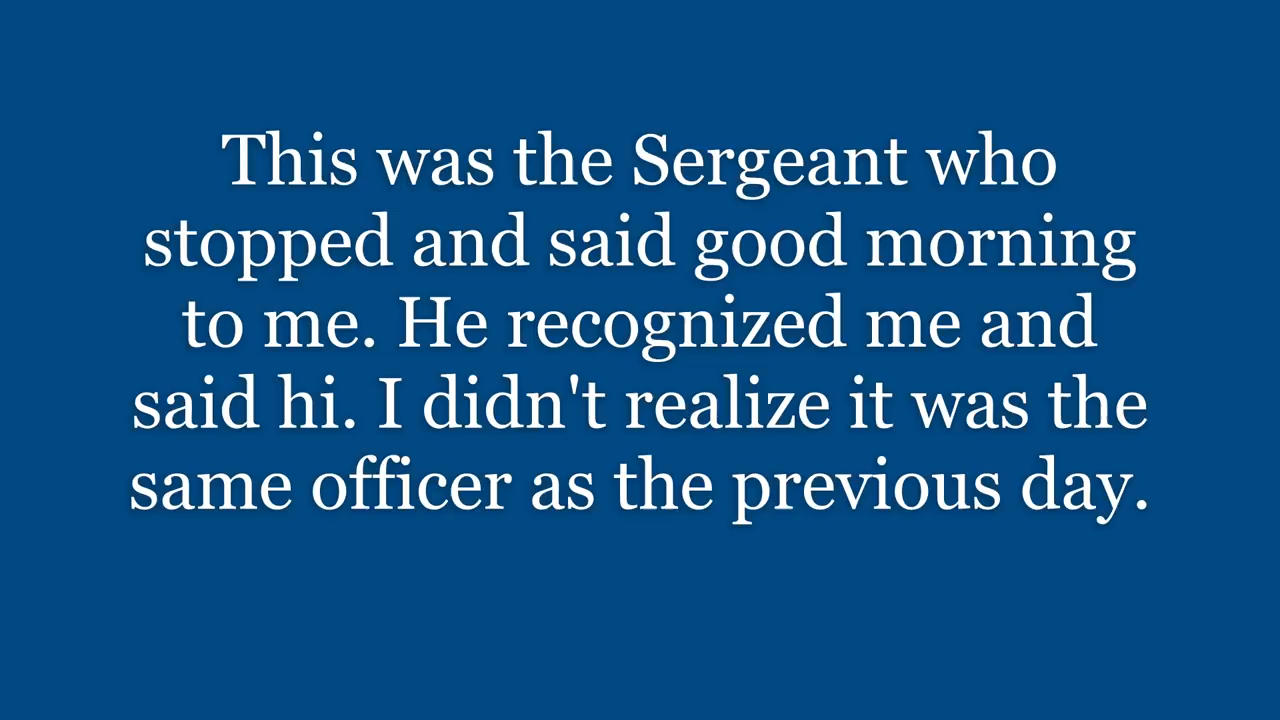 This was the Sergeant who
stopped and said good morning
to me. He recognized me and
said hi. I didn't realize it was the
same officer as the previous day.